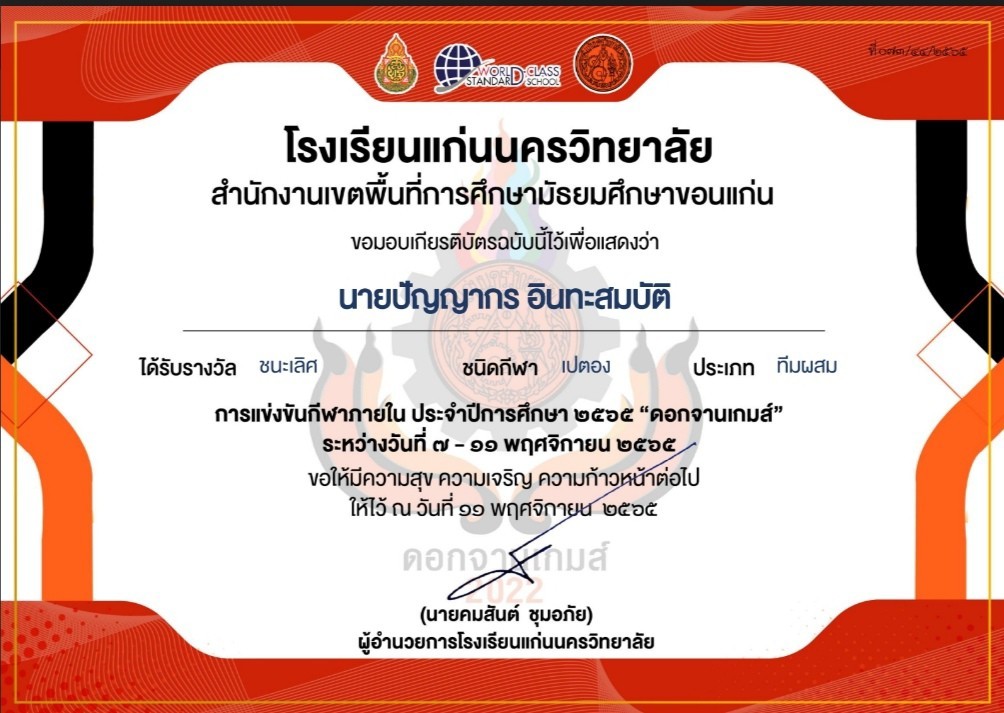 ที่ ๐๗๓/๔๔/๒๕๖๕
WORLD-CLASS
STANDARD SCHOOL
โรงเรียนแก่นนครวิทยาลัย
สำนักงานเขตพื้นที่การศึกษามัธยมศึกษาขอนแก่น
ขอมอบเกียรติบัตรฉบับนี้ไว้เพื่อแสดงว่า
นายปัญญากร อินทะสมบัติ
ได้รับรางวัล ชนะเลิศ ชนิดกีฬา เปตอง ประเภท ทีมผสม
การแข่งขันกีฬาภายใน ประจำปีการศึกษา ๒๕๖๕ “ดอกจานเกมส์”
ระหว่างวันที่ ๗ - ๑๑ พฤศจิกายน ๒๕๖๕
ขอให้มีความสุข ความเจริญ ความก้าวหน้าต่อไป
ให้ไว้ ณ วันที่ ๑๑ พฤศจิกายน ๒๕๖๕
ดอกจานเกมส์
2022
(นายคมสันต์ ชุมอภัย)
ผู้อำนวยการโรงเรียนแก่นนครวิทยาลัย